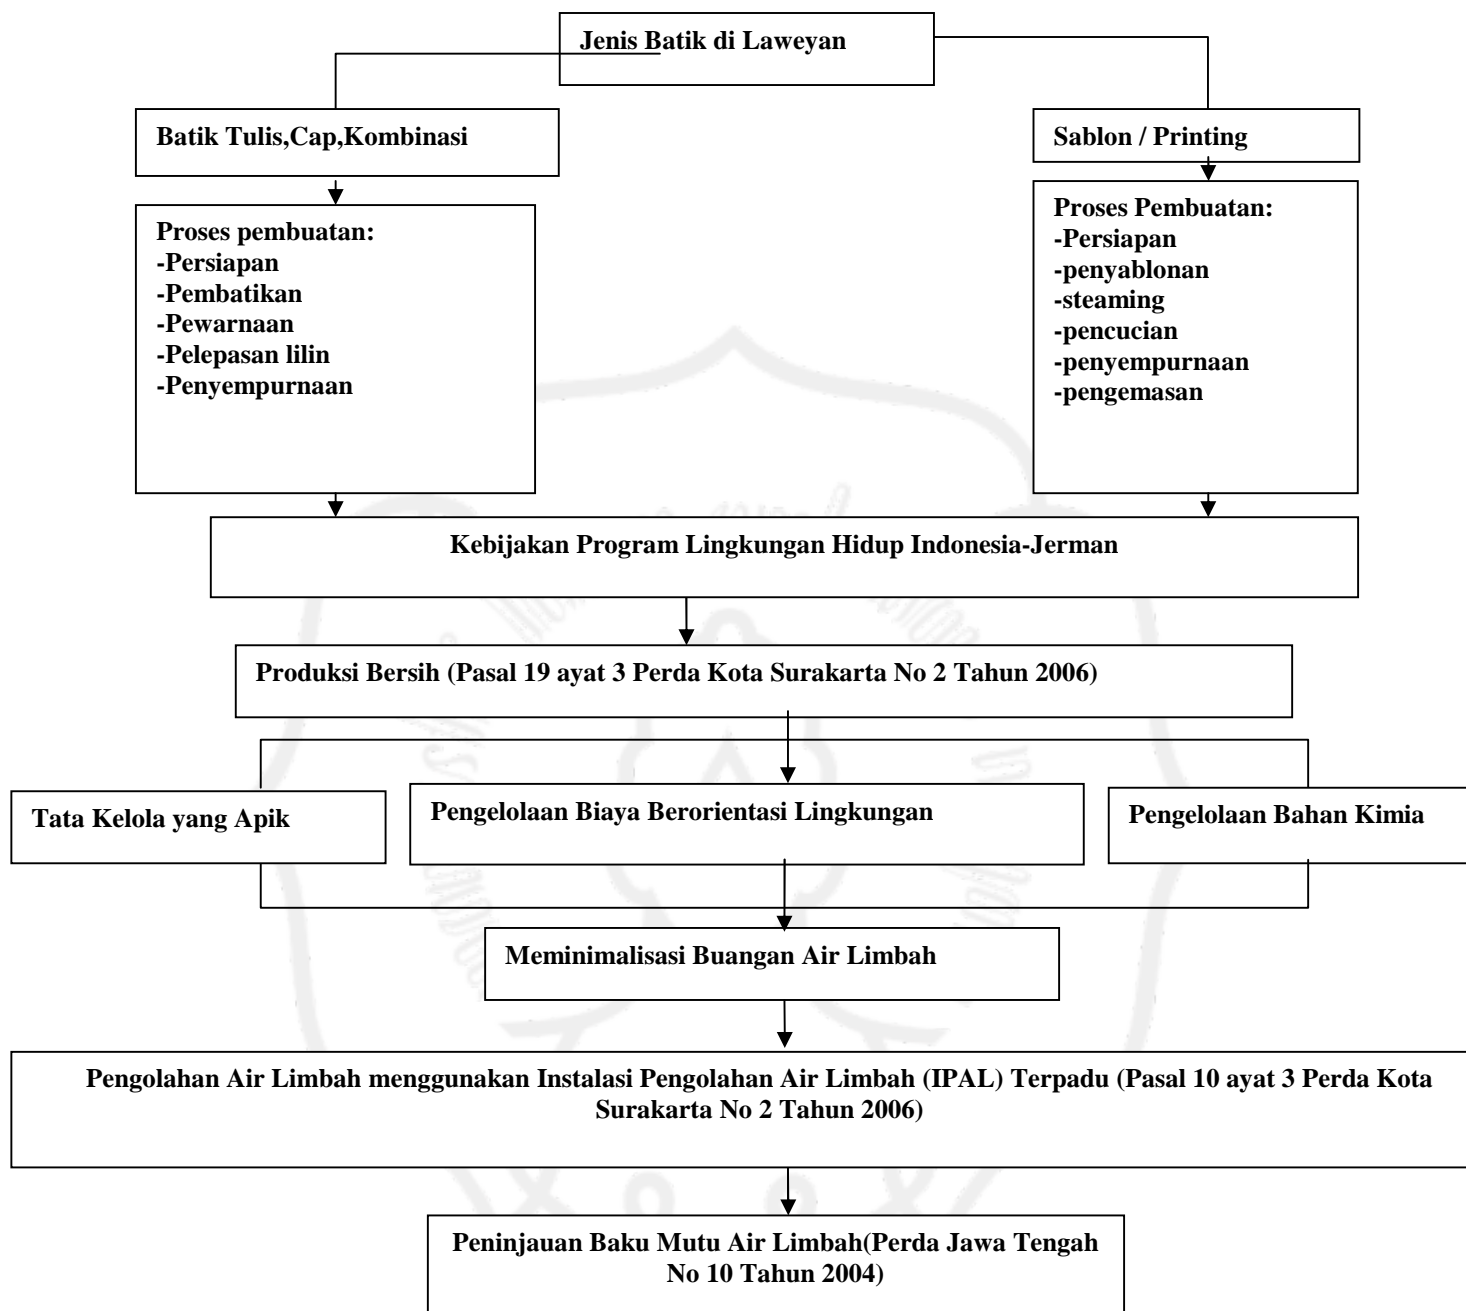 Jenis Batik di Laweyan
Batik Tulis,Cap,Kombinasi
Sablon / Printing
Proses pembuatan:
-Persiapan
-Pembatikan
-Pewarnaan
-Pelepasan lilin
-Penyempurnaan
Proses Pembuatan:
-Persiapan
-penyablonan
-steaming
-pencucian
-penyempurnaan
-pengemasan
Kebijakan Program Lingkungan Hidup Indonesia-Jerman
Produksi Bersih (Pasal 19 ayat 3 Perda Kota Surakarta No 2 Tahun 2006)
Tata Kelola yang Apik
Pengelolaan Biaya Berorientasi Lingkungan
Pengelolaan Bahan Kimia
Meminimalisasi Buangan Air Limbah
Pengolahan Air Limbah menggunakan Instalasi Pengolahan Air Limbah (IPAL) Terpadu (Pasal 10 ayat 3 Perda Kota
Surakarta No 2 Tahun 2006)
Peninjauan Baku Mutu Air Limbah(Perda Jawa Tengah
No 10 Tahun 2004)